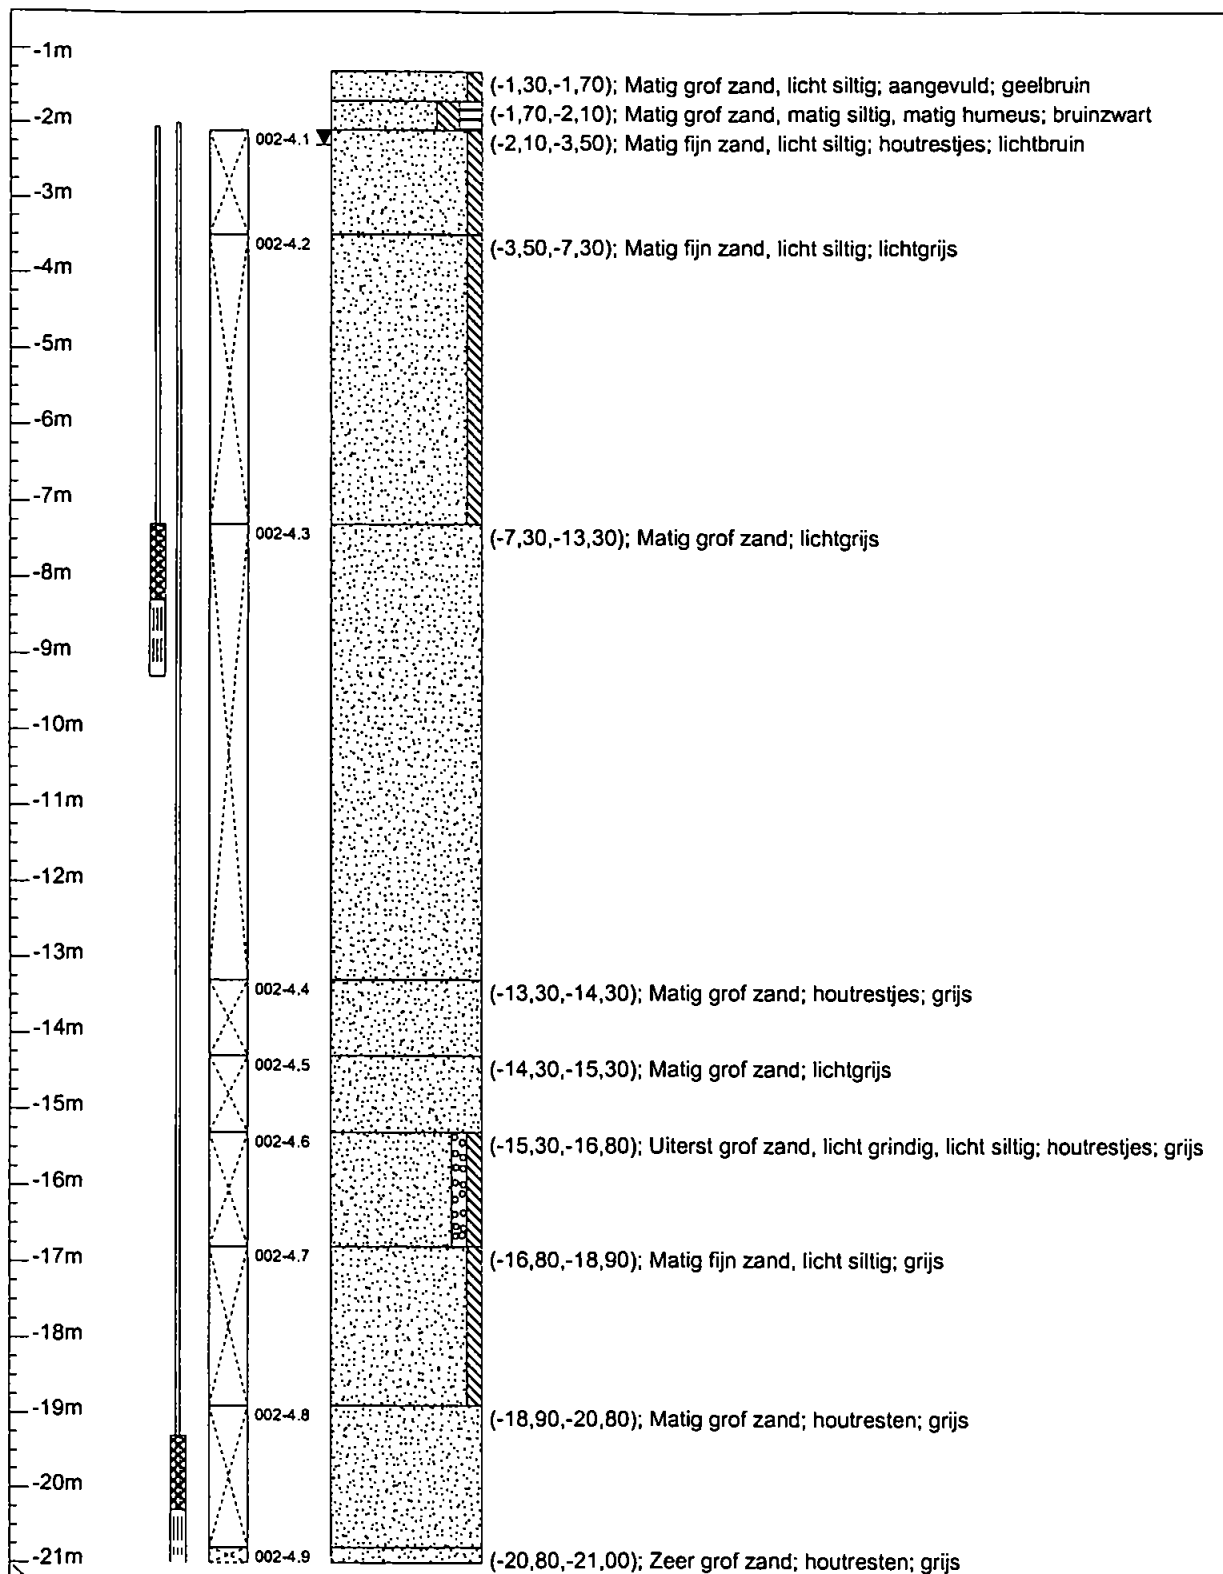 -1m
(-1,30,-1,70); Matig grof zand, licht siltig; aangevuld; geelbruin
(-1,70,-2,10); Matig grof zand, matig siltig, matig humeus; bruinzwart
-2m
002-4.1
(-2,10,-3,50); Matig fijn zand, licht siltig; houtrestjes; lichtbruin
-3m
002-4.2
(-3,50,-7,30); Matig fijn zand, licht siltig; lichtgrijs
-4m
-5m
-6m
-7m
002-4.3
(-7,30,-13,30); Matig grof zand; lichtgrijs
-8m
-9m
-10m
-11m
-12m
-13m
002-4.4
(-13,30,-14,30); Matig grof zand; houtrestjes; grijs
-14m
002-4.5
(-14,30,-15,30); Matig grof zand; lichtgrijs
-15m
002-4.6
(-15,30,-16,80); Uiterst grof zand, licht grindig, licht siltig; houtrestjes; grijs
-16m
-17m
002-4.7
(-16,80,-18,90); Matig fijn zand, licht siltig; grijs
-18m
-19m
002-4.8
(-18,90,-20,80); Matig grof zand; houtresten; grijs
-20m
-21m
002-4.9
(-20,80,-21,00); Zeer grof zand; houtresten; grijs